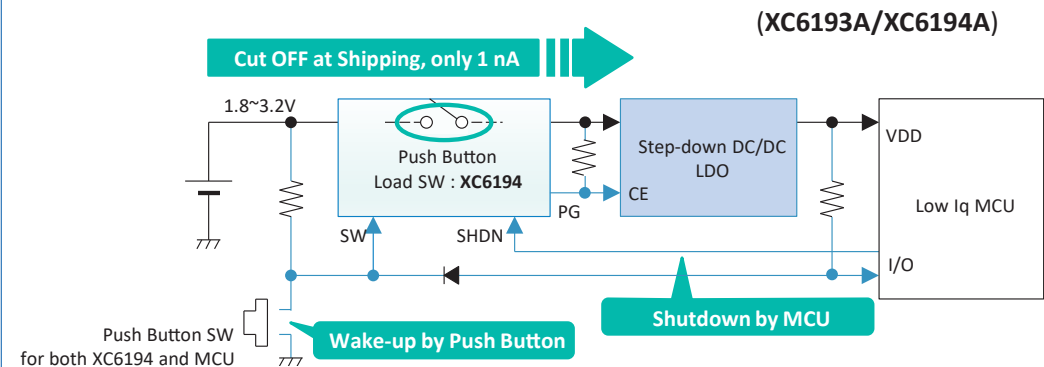 (XC6193A/XC6194A)
Cut OFF at Shipping, only 1 nA
1.8~3.2V
Push Button
Load SW : XC6194
Step-down DC/DC
LDO
VDD
CE
PG
Low Iq MCU
SW
SHDN
I/O
Shutdown by MCU
Push Button SW
for both XC6194 and MCU
Wake-up by Push Button